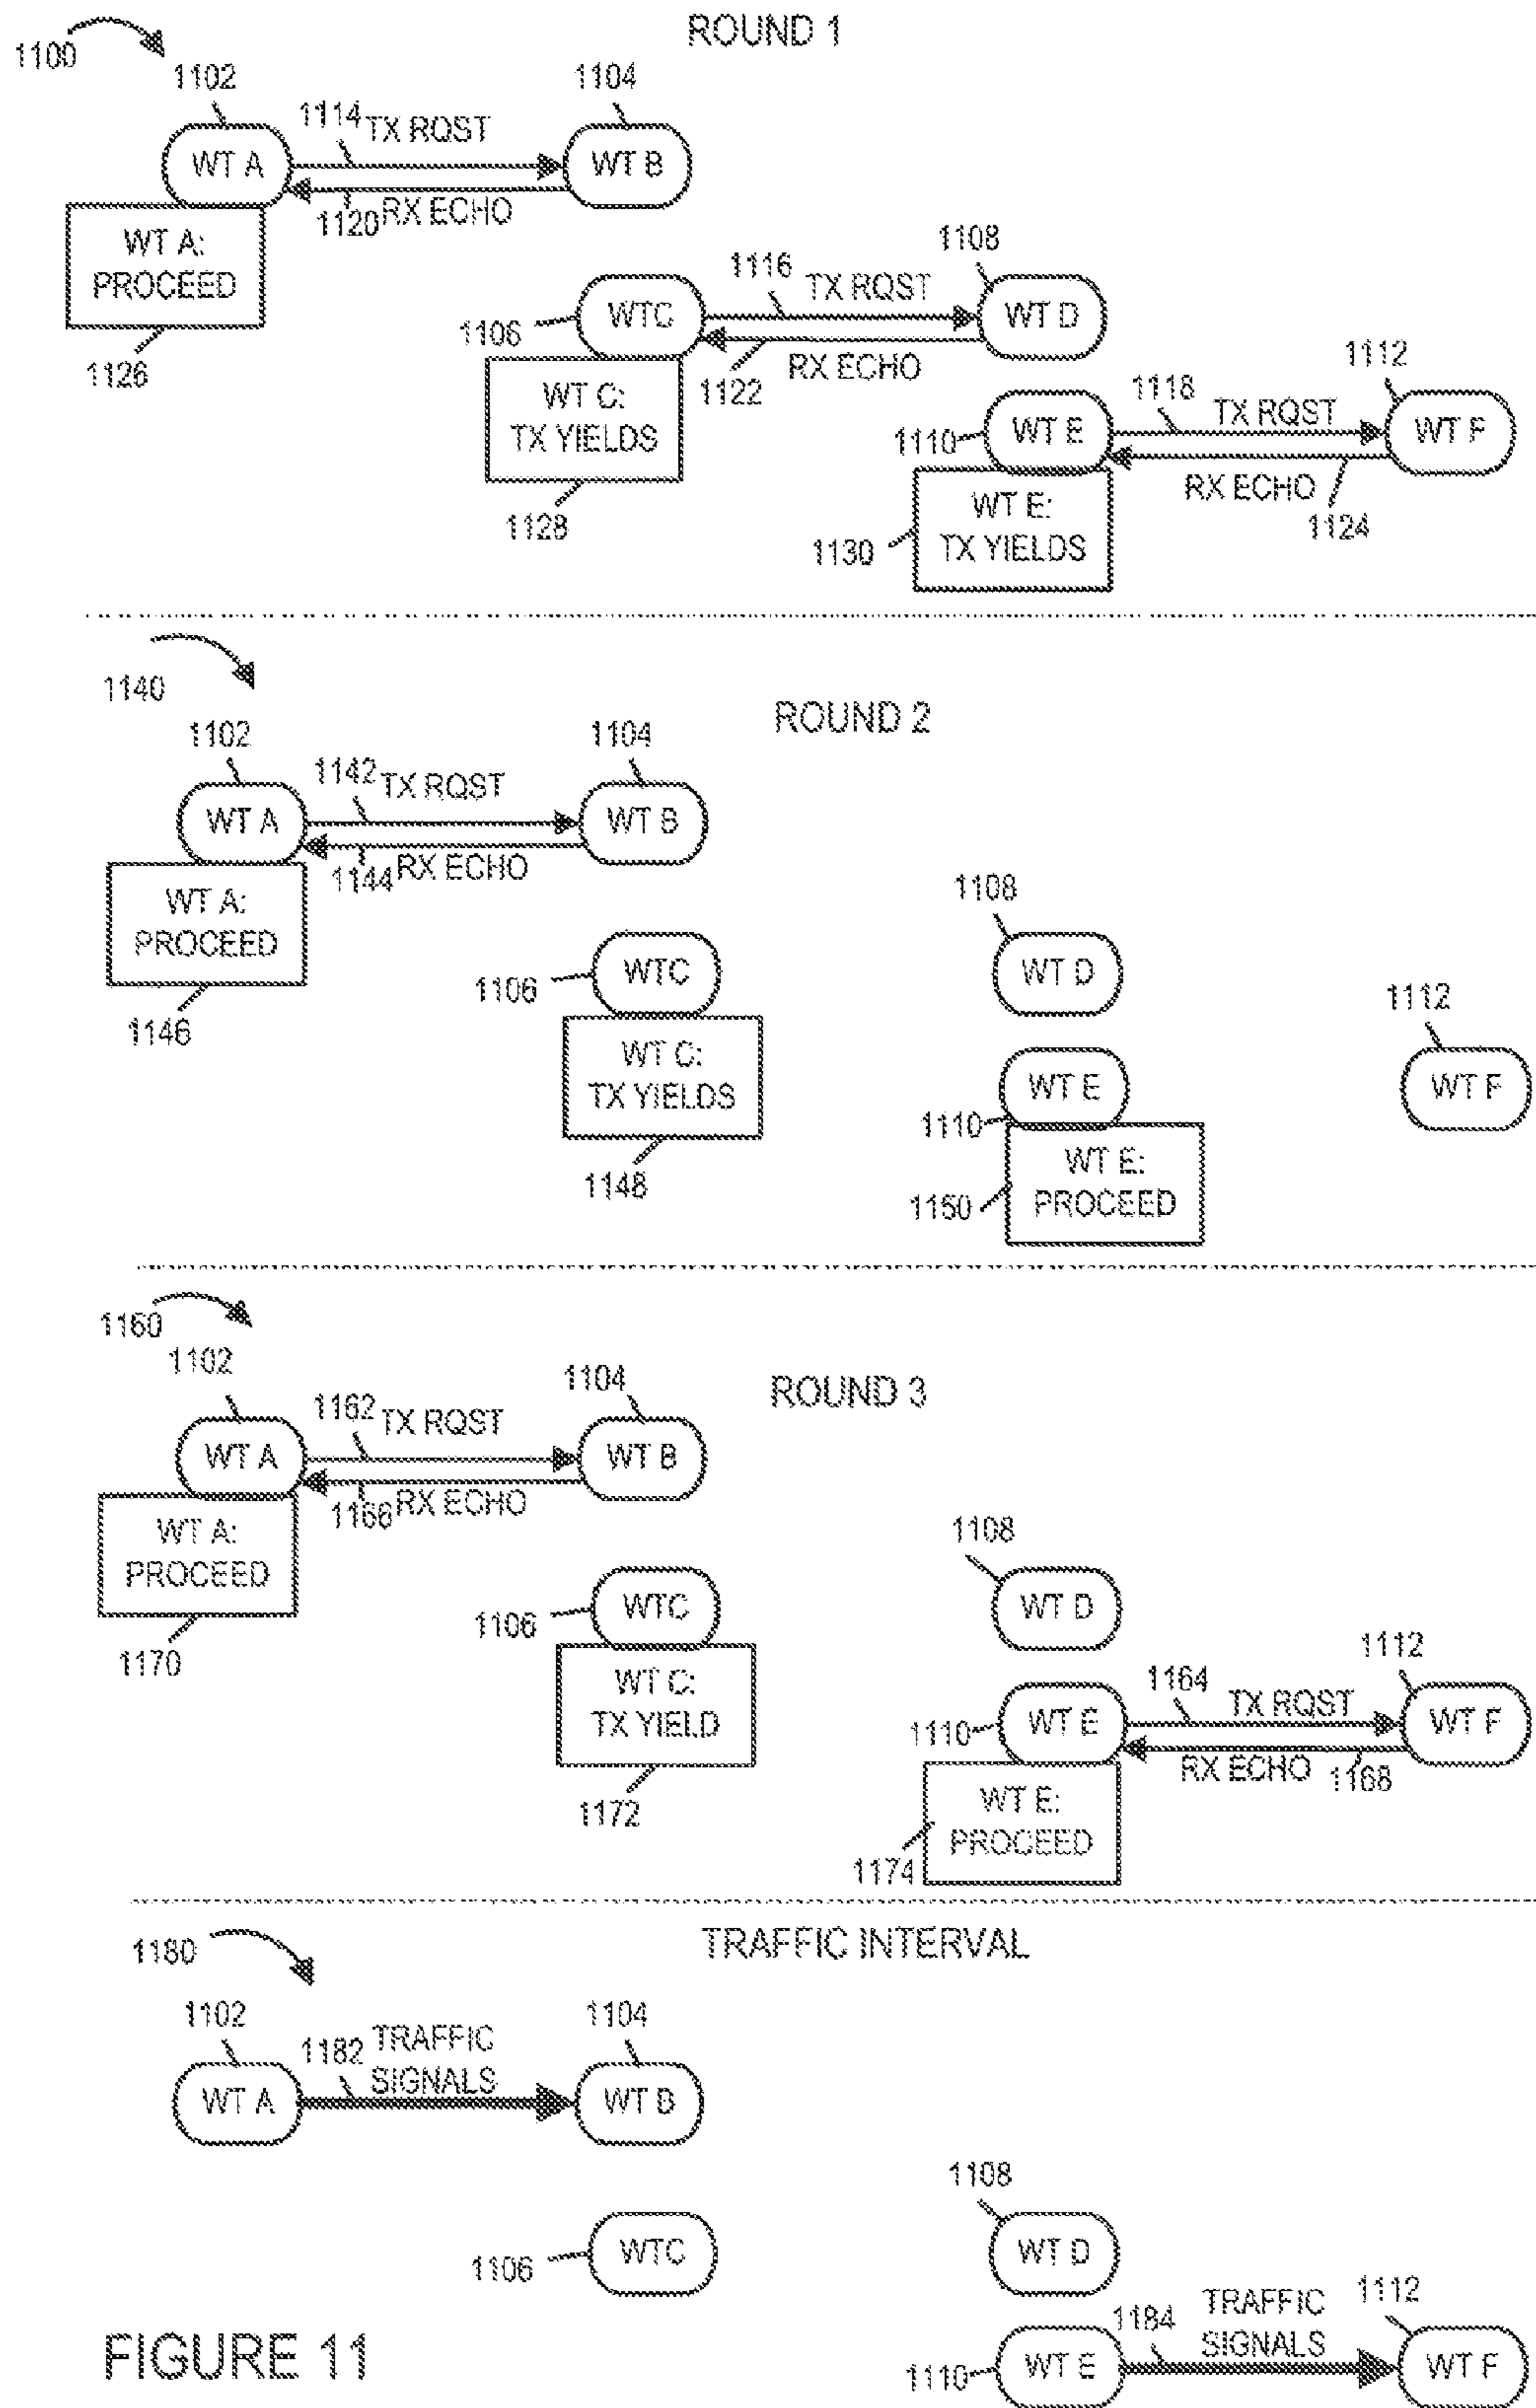 1100
ROUND 1
1102
1104
1114
TX RQST
WT A
WT B
1120
RX ECHO
WT A:
PROCEED
1126
1116
TX RQST
1108
1106
WTC
WT D
RX ECHO
1122
WT C:
TX YIELDS
1128
1118
TX RQST
1112
1110
WT E
WT F
RX ECHO
1124
WT E:
TX YIELDS
1130
1140
ROUND 2
1102
1104
1142
TX RQST
WT A
WT B
1144
RX ECHO
WT A:
PROCEED
1146
1108
1106
WTC
WT D
WT C:
TX YIELDS
1148
1112
WT E
WT F
1110
WT E:
PROCEED
1150
1160
1102
1104
ROUND 3
1162
TX RQST
WT A
WT B
1166
RX ECHO
WT A:
PROCEED
1170
1108
1106
WTC
WT D
WT C:
TX YIELD
1172
1164
TX RQST
1112
1110
WT E
WT F
RX ECHO
1168
WT E:
PROCEED
1174
1180
TRAFFIC INTERVAL
1102
1104
1182
TRAFFIC
SIGNALS
WT A
WT B
1108
1106
WTC
WT D
1184
TRAFFIC
SIGNALS
1112
1110
WT E
WT F
FIGURE 11